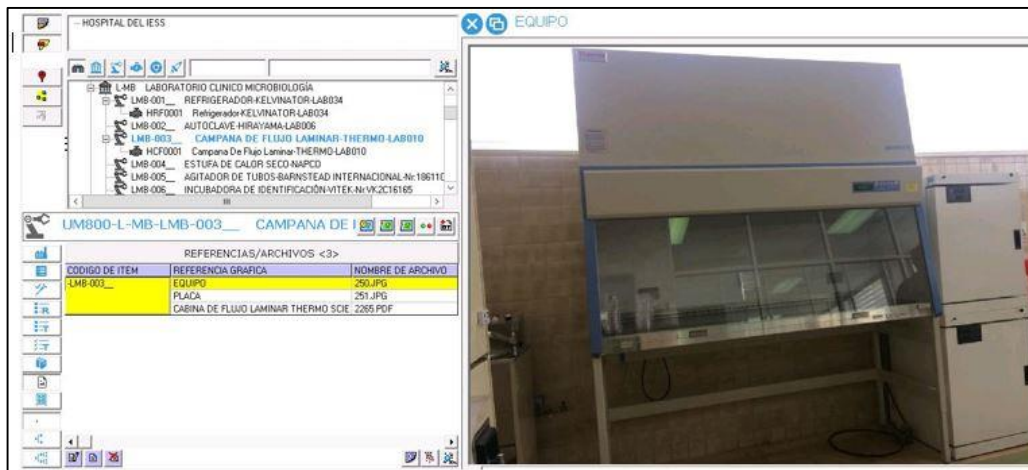 - HOSPITAL DEL IESS
EQUIPO
L-MB LABORATORIO CLINICO MICROBIOLOGÍA
LMB-001__ REFRIGERADOR-KELVINATOR-LAB034
HRF0001 Refrigerador-KELVINATOR-LAB034
LMB-002__ AUTOCLAVE-HIRAYAMA-LAB006
LMB-003__ CAMPANA DE FLUJO LAMINAR-THERMO-LAB010
HCF0001 Campana De Flujo Laminar-THERMO-LAB010
LMB-004__ ESTUFA DE CALOR SECO-NAPCO
LMB-005__ AGITADOR DE TUBOS-BARNSTEAD INTERNACIONAL-Nr.186110
LMB-006__ INCUBADORA DE IDENTIFICACIÓN-VITEK-Nr.VK2C16165
UM800-L-MB-LMB-003__ CAMPANA DE
REFERENCIAS/ARCHIVOS <3>
CODIGO DE ITEM REFERENCIA GRAFICA NOMBRE DE ARCHIVO
-LMB-003__ EQUIPO 250.JPG
PLACA 251.JPG
CABINA DE FLUJO LAMINAR THERMO SCIE 2265.PDF